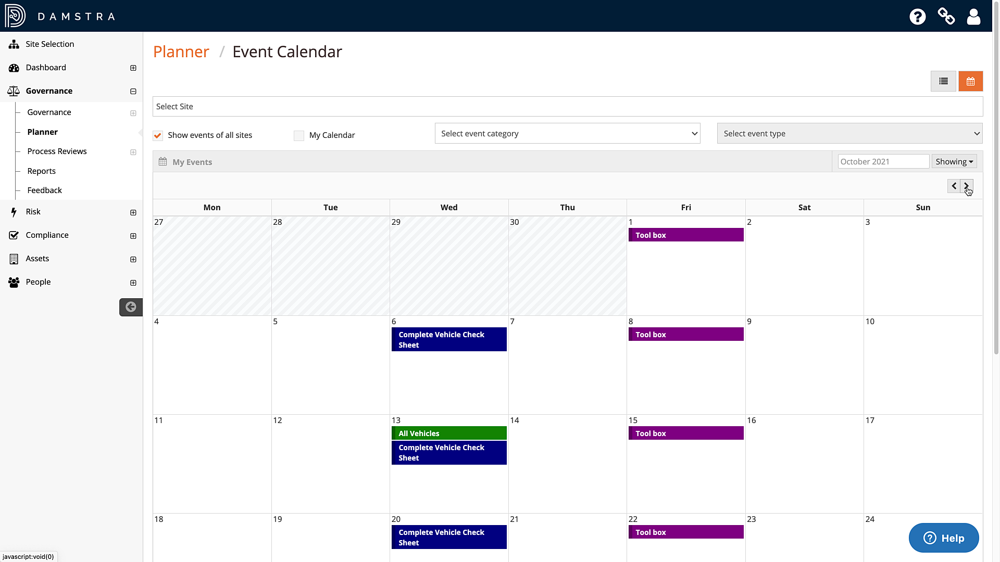 DAMSTRA
Site Selection
Dashboard
Governance
Governance
Planner
Process Reviews
Reports
Feedback
Risk
Compliance
Assets
People
Planner / Event Calendar
Select Site
Show events of all sites
My Calendar
Select event category
Select event type
My Events
October 2021
Showing
Mon Tue Wed Thu Fri Sat Sun
27 28 29 30 1 2 3
Tool box
4 5 6 7 8 9 10
Complete Vehicle Check
Sheet
Tool box
11 12 13 14 15 16 17
All Vehicles
Complete Vehicle Check
Sheet
Tool box
18 19 20 21 22 23 24
Complete Vehicle Check
Sheet
Tool box
Help
javascript:void(0)